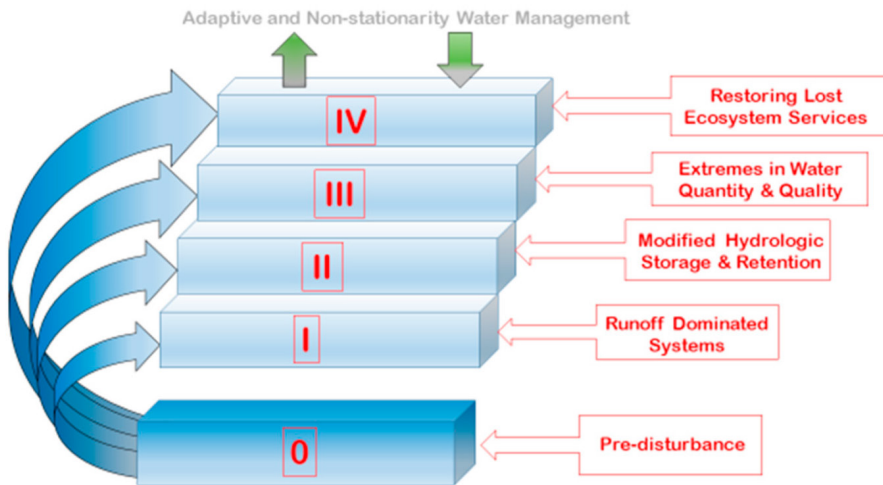 Adaptive and Non-stationarity Water Management
IV
Restoring Lost
Ecosystem Services
III
Extremes in Water
Quantity & Quality
II
Modified Hydrologic
Storage & Retention
I
Runoff Dominated
Systems
0
Pre-disturbance